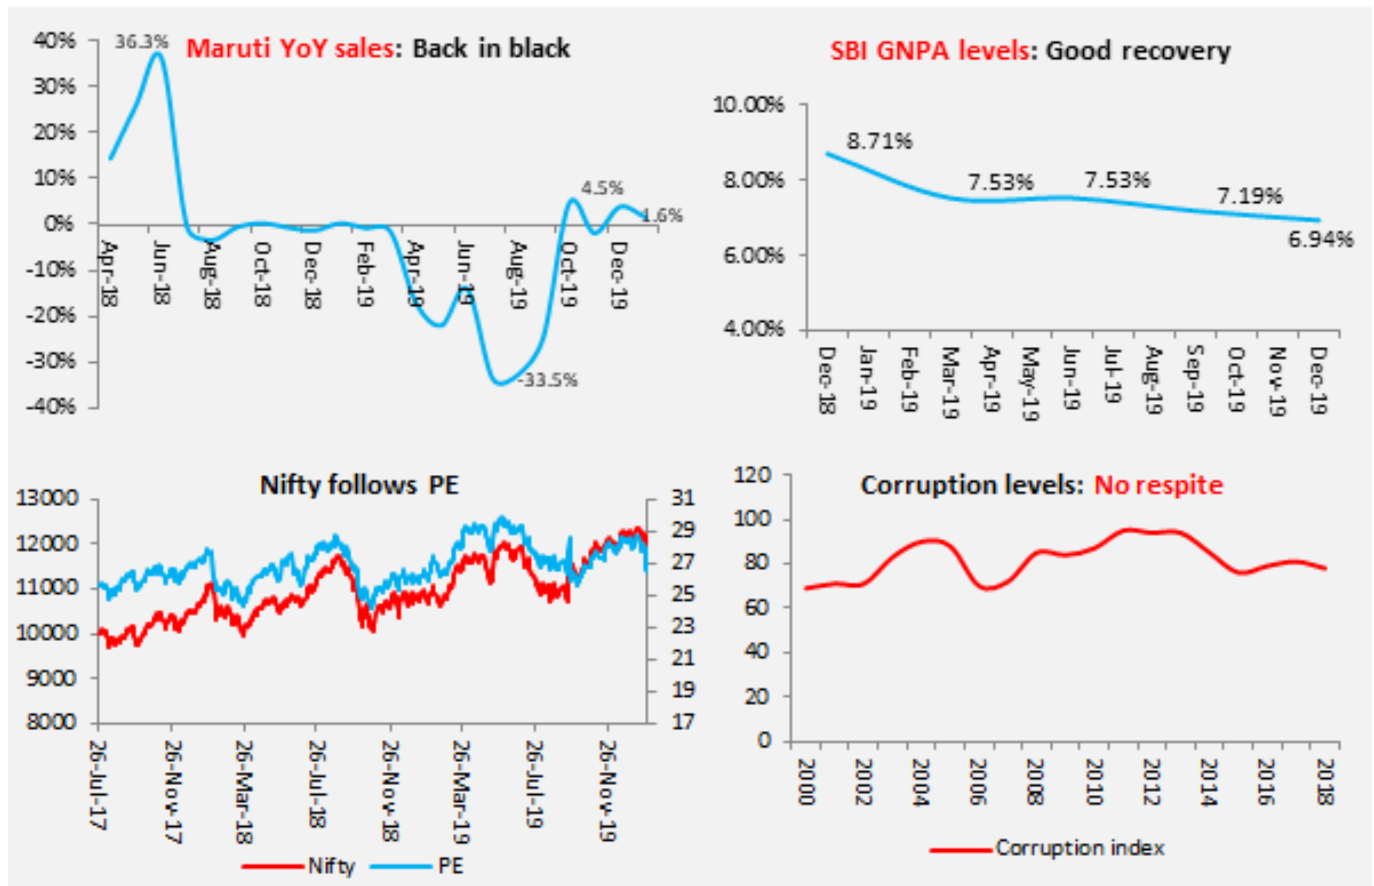 Maruti YoY sales: Back in black
40%
30%
20%
10%
0%
-10%
-20%
-30%
-40%
36.3%
4.5%
1.6%
-33.5%
Apr-18
Jun-18
Aug-18
Oct-18
Dec-18
Feb-19
Apr-19
Jun-19
Aug-19
Oct-19
Dec-19
SBI GNPA levels: Good recovery
10.00%
8.00%
6.00%
4.00%
8.71%
7.53%
7.53%
7.19%
6.94%
Dec-18
Jan-19
Feb-19
Mar-19
Apr-19
May-19
Jun-19
Jul-19
Aug-19
Sep-19
Oct-19
Nov-19
Dec-19
Nifty follows PE
13000
12000
11000
10000
9000
8000
31
29
27
25
23
21
19
17
26-Jul-17
26-Nov-17
26-Mar-18
26-Jul-18
26-Nov-18
26-Mar-19
26-Jul-19
26-Nov-19
Nifty
PE
Corruption levels: No respite
120
100
80
60
40
20
0
2000
2002
2004
2006
2008
2010
2012
2014
2016
2018
Corruption index